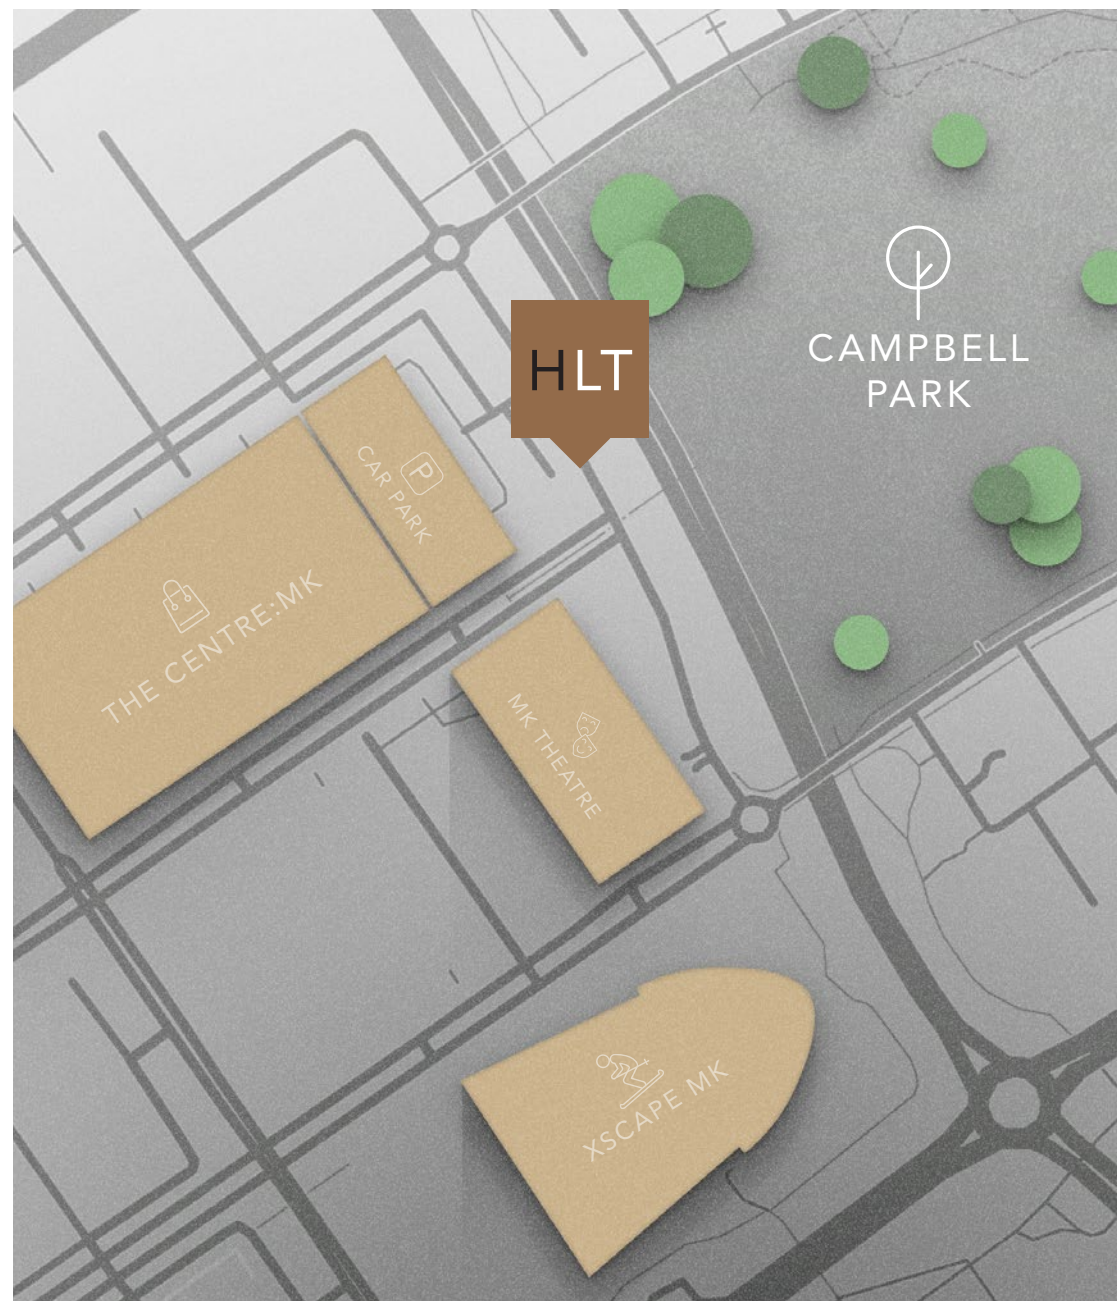 CAMPBELL
PARK
HLT
P
CAR PARK
THE CENTRE:MK
MK THEATRE
XSCAPE MK